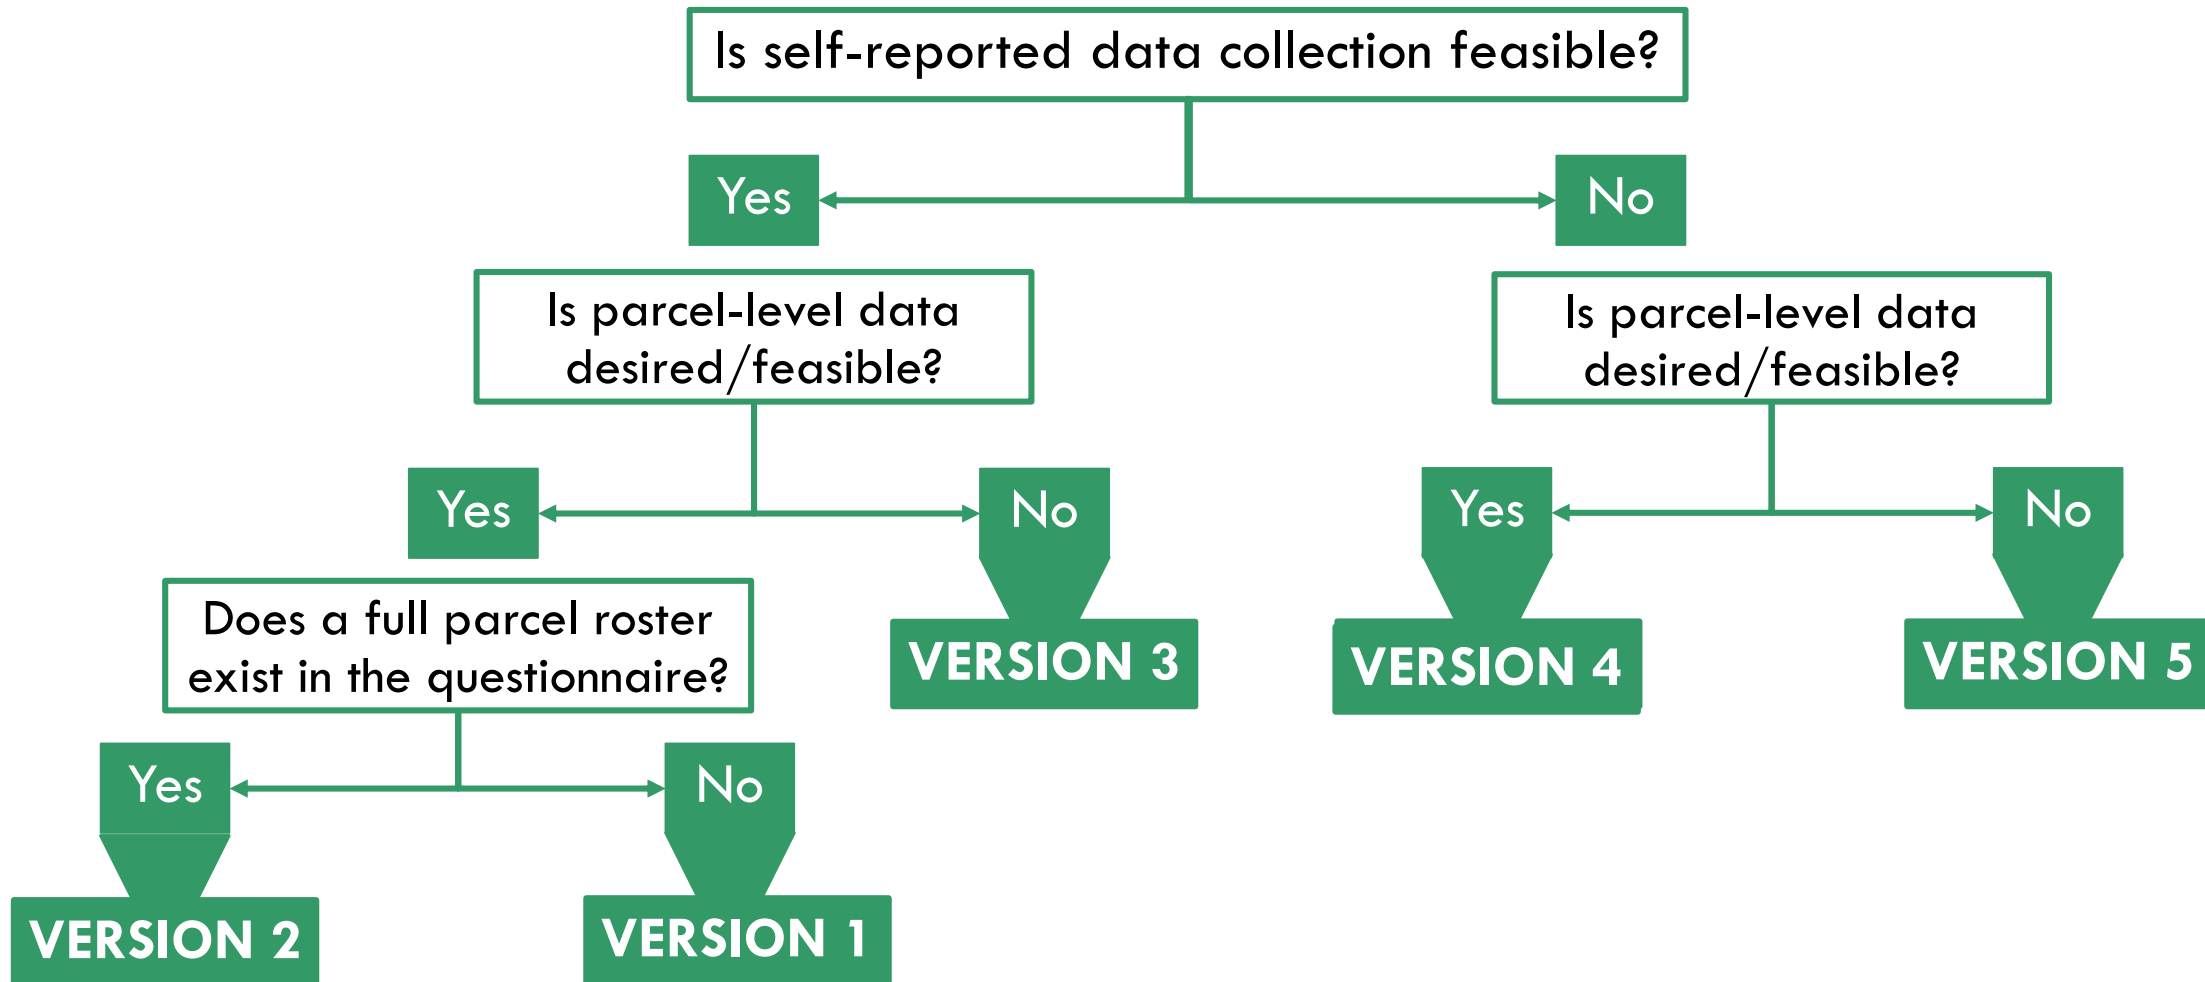 Is self-reported data collection feasible?
Yes
No
Is parcel-level data
desired/feasible?
Is parcel-level data
desired/feasible?
Yes
No
Yes
No
Does a full parcel roster
exist in the questionnaire?
VERSION 3
VERSION 4
VERSION 5
Yes
No
VERSION 2
VERSION 1